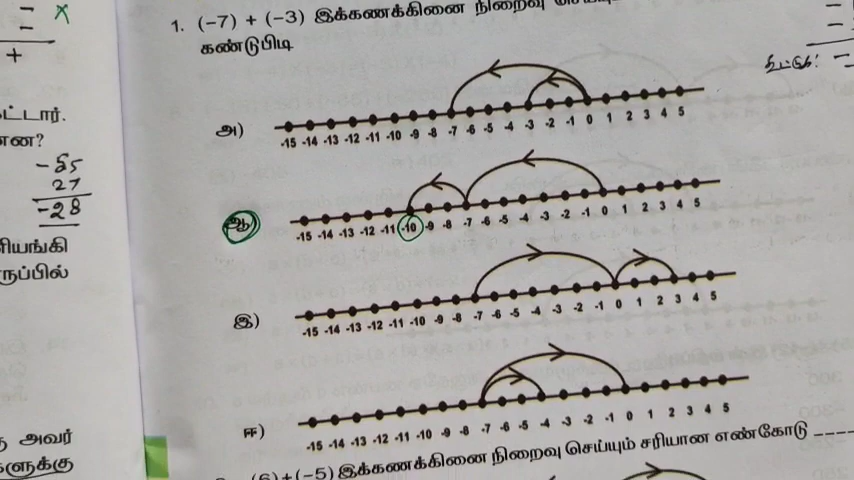 1. (-7) + (-3) இக்கணக்கினை நிறைவு
கண்டுபிடி
அ)
-15 -14 -13 -12 -11 -10 -9 -8 -7 -6 -5 -4 -3 -2 -1 0 1 2 3 4 5
ஆ)
-15 -14 -13 -12 -11 -10 -9 -8 -7 -6 -5 -4 -3 -2 -1 0 1 2 3 4 5
இ)
-15 -14 -13 -12 -11 -10 -9 -8 -7 -6 -5 -4 -3 -2 -1 0 1 2 3 4 5
ஈ)
-15 -14 -13 -12 -11 -10 -9 -8 -7 -6 -5 -4 -3 -2 -1 0 1 2 3 4 5
(6)+(-5) இக்கணக்கினை நிறைவு செய்யும் சரியான எண்கோடு ____
ட்டார்.
-55
27
-28
யங்கி
ருப்பில்
அவர்
களுக்கு